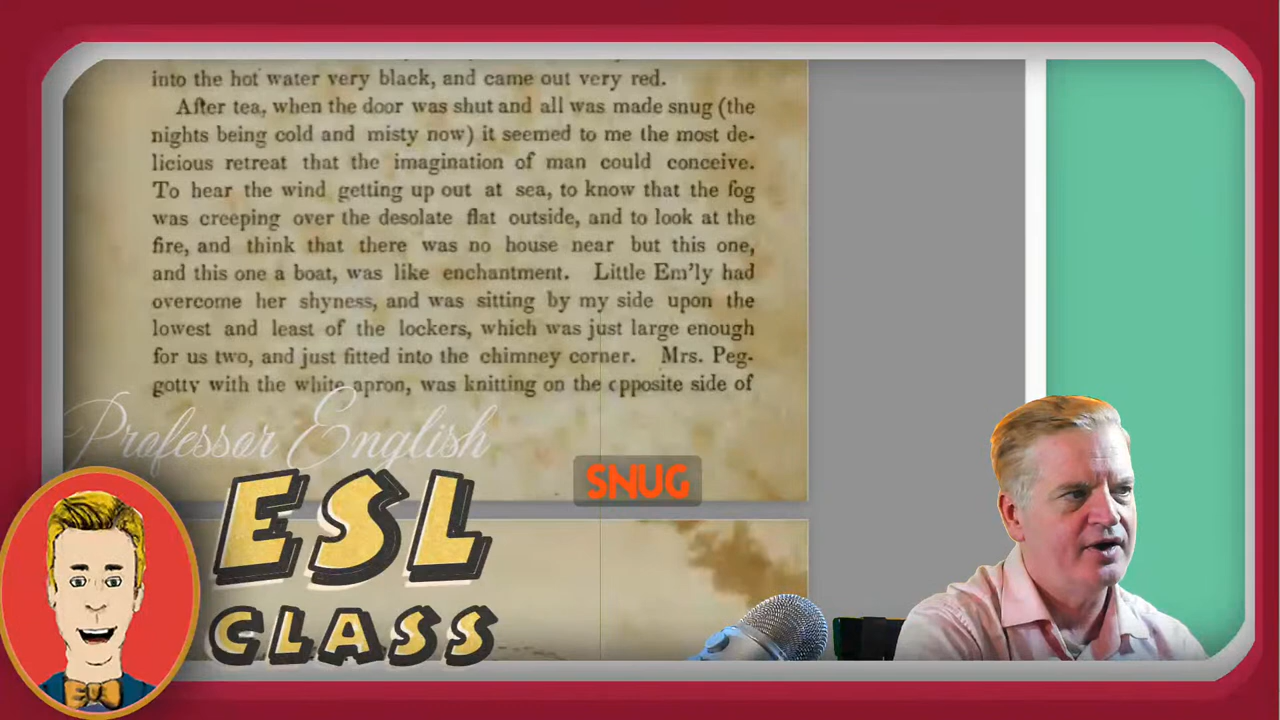 into the hot water very black, and came out very red.
After tea, when the door was shut and all was made snug (the
nights being cold and misty now) it seemed to me the most de-
licious retreat that the imagination of man could conceive.
To hear the wind getting up out at sea, to know that the fog
was creeping over the desolate flat outside, and to look at the
fire, and think that there was no house near but this one,
and this one a boat, was like enchantment. Little Em'ly had
overcome her shyness, and was sitting by my side upon the
lowest and least of the lockers, which was just large enough
for us two, and just fitted into the chimney corner. Mrs. Peg-
gotty with the white apron, was knitting on the opposite side of
Professor English
SNUG
ESL
CLASS